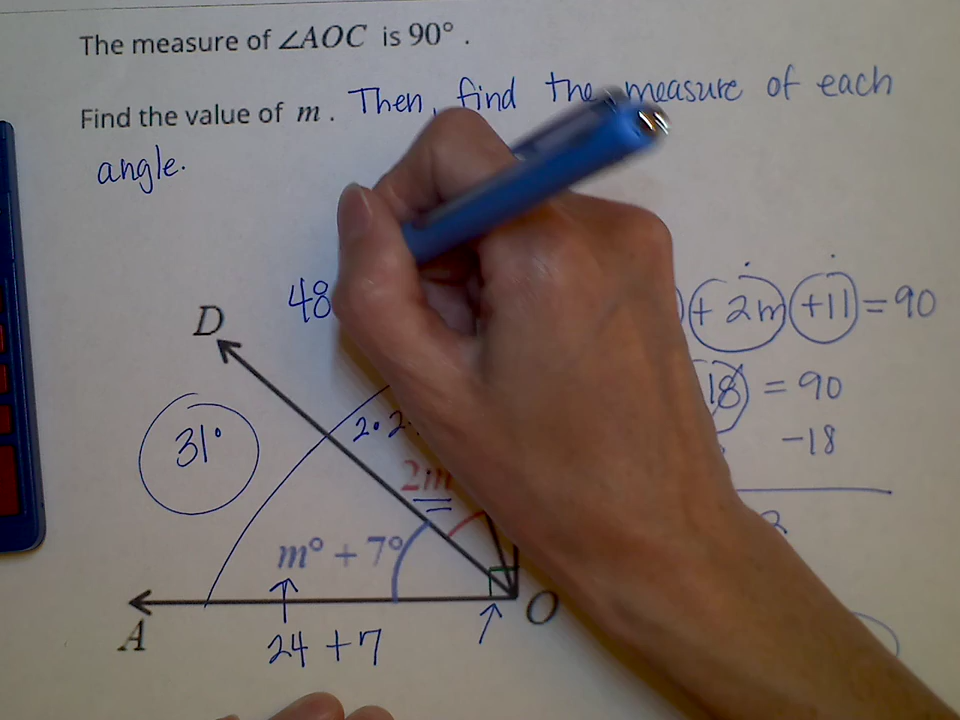 The measure of ∠AOC is 90° .
Find the value of m . Then, find the measure of each
angle.
48
+ 2m +11 = 90
18 = 90
-18
D
31°
2·2
2m
m° + 7°
A
O
24 + 7